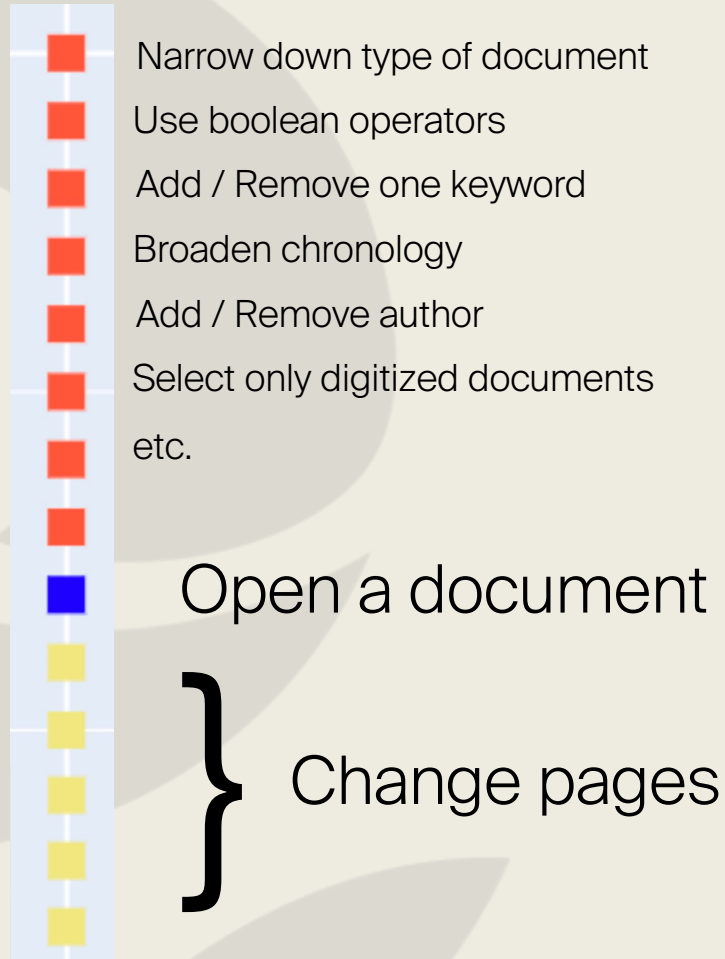 Narrow down type of document
Use boolean operators
Add / Remove one keyword
Broaden chronology
Add / Remove author
Select only digitized documents
etc.
Open a document
} Change pages